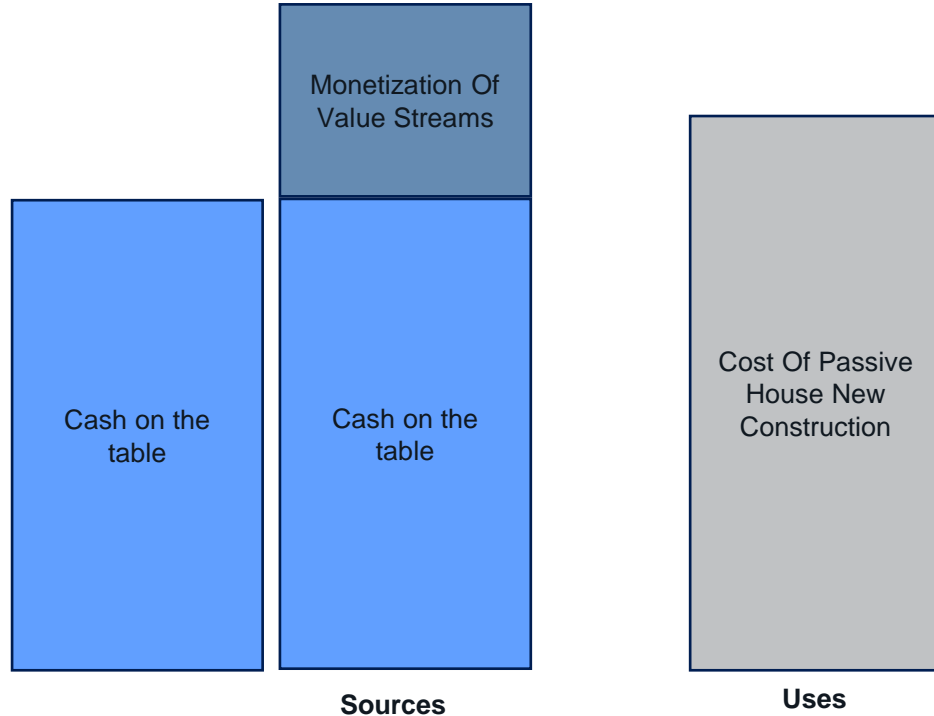 Monetization Of
Value Streams
Cash on the
table
Cash on the
table
Cost Of Passive
House New
Construction
Sources
Uses